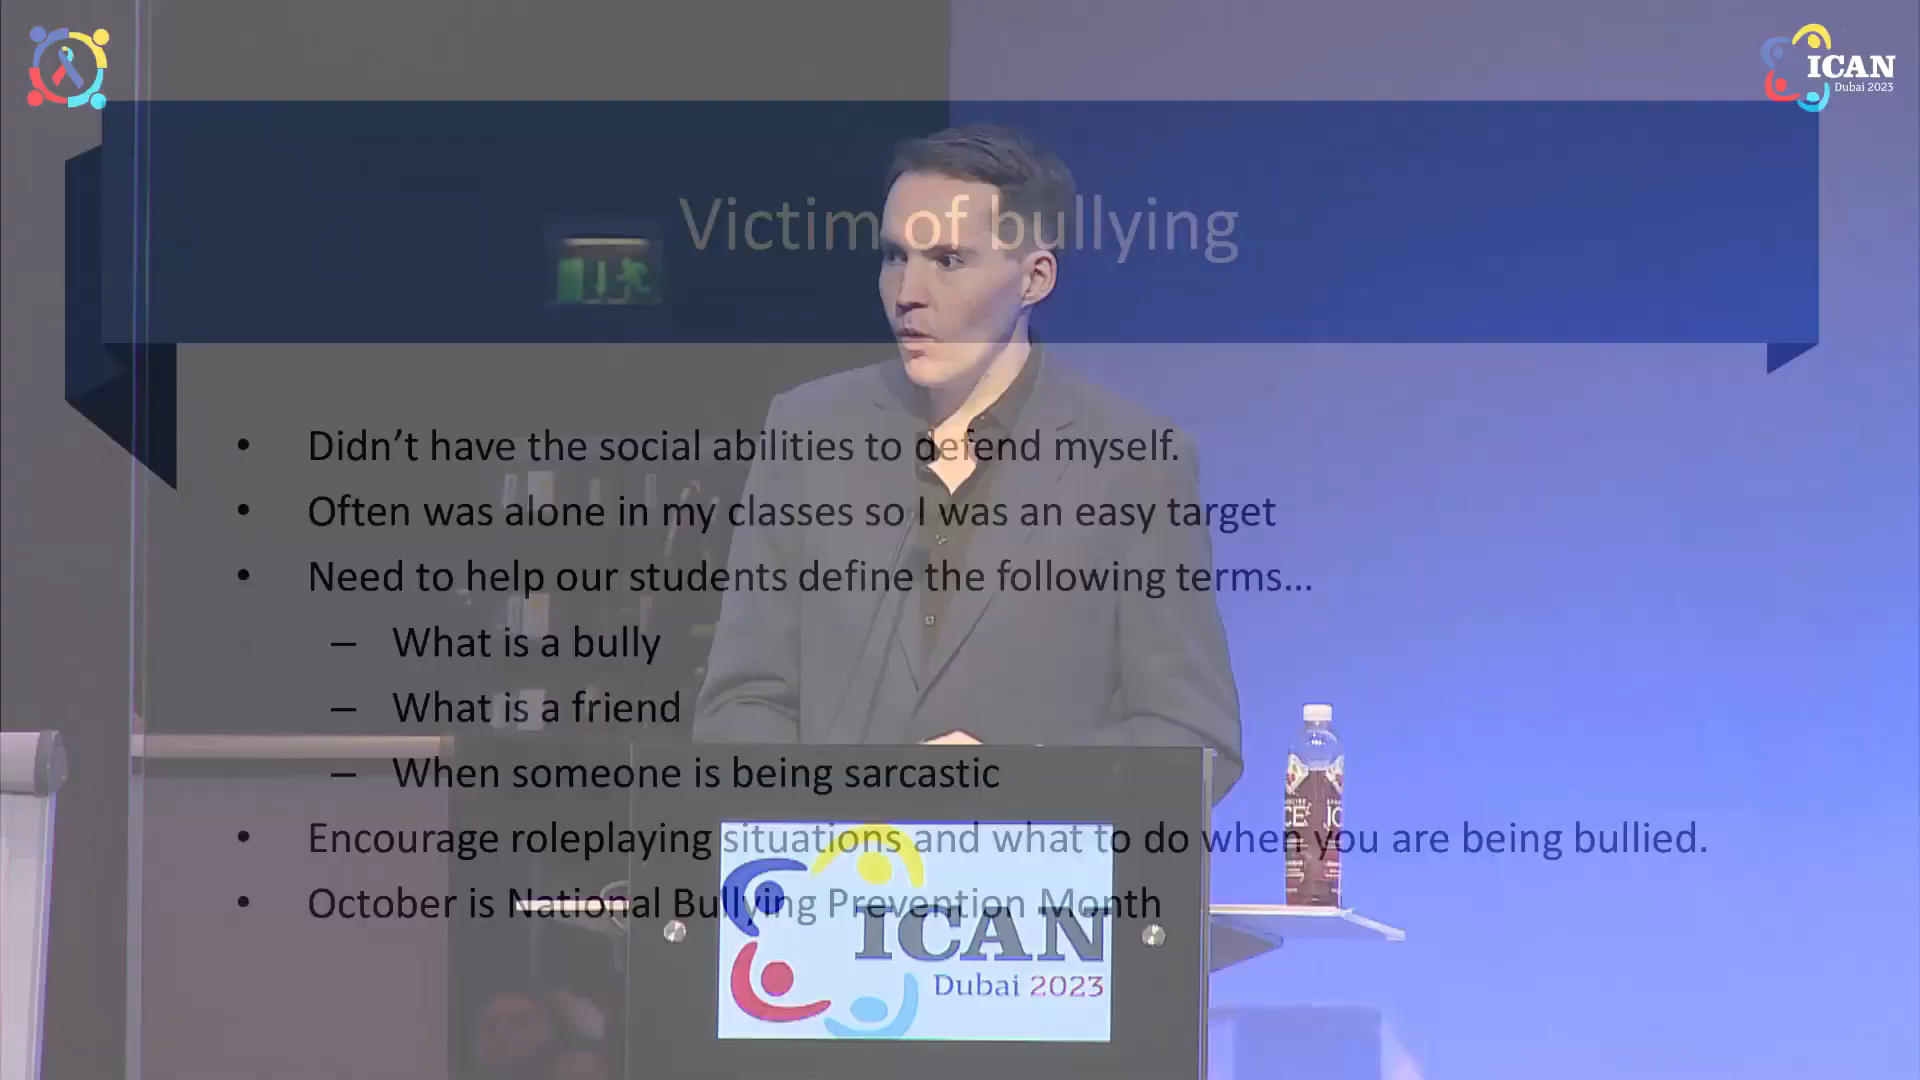 ICAN
Dubai 2023
Victim of bullying
• Didn’t have the social abilities to defend myself.
• Often was alone in my classes so I was an easy target
• Need to help our students define the following terms...
– What is a bully
– What is a friend
– When someone is being sarcastic
• Encourage roleplaying situations and what to do when you are being bullied.
• October is National Bullying Prevention Month
ICAN
Dubai 2023